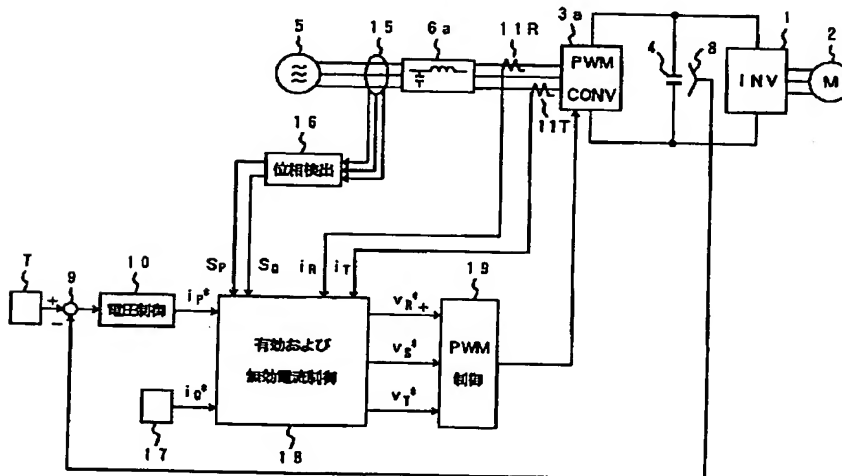 5
15
6a
11R
3a
4
8
1
2
PWM
CONV
INV
M
11T
16
位相検出
SP
SQ
iR
iT
7
+
−
9
10
電圧制御
iP*
有効および
無効電流制御
iQ*
17
18
vR*
+
vS*
vT*
19
PWM
制御